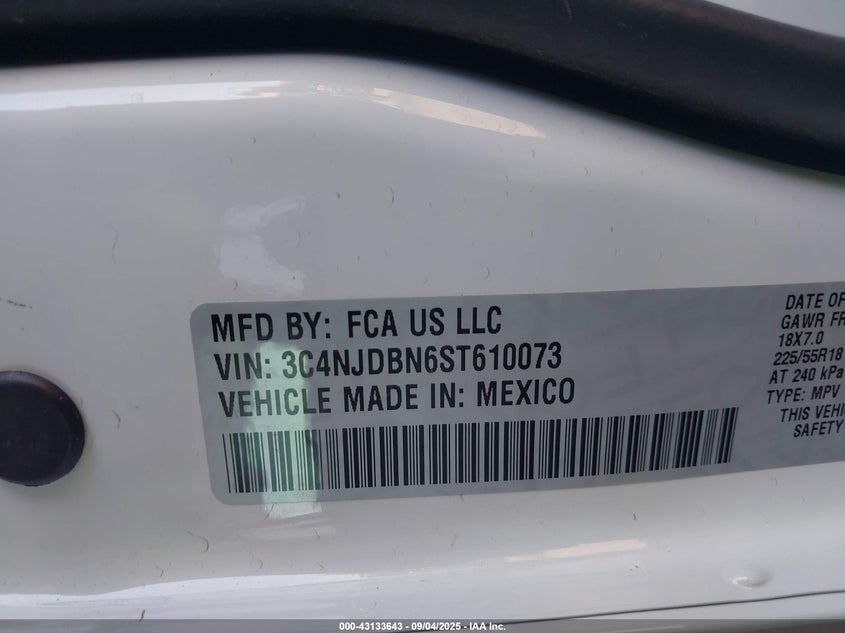 MFD BY: FCA US LLC
VIN: 3C4NJDBN6ST610073
VEHICLE MADE IN: MEXICO
DATE OF
GAWR FR
18X7.0
225/55R18
AT 240 kPa
TYPE: MPV
THIS VEHI
SAFETY
000-43133643 - 09/04/2025 - IAA Inc.